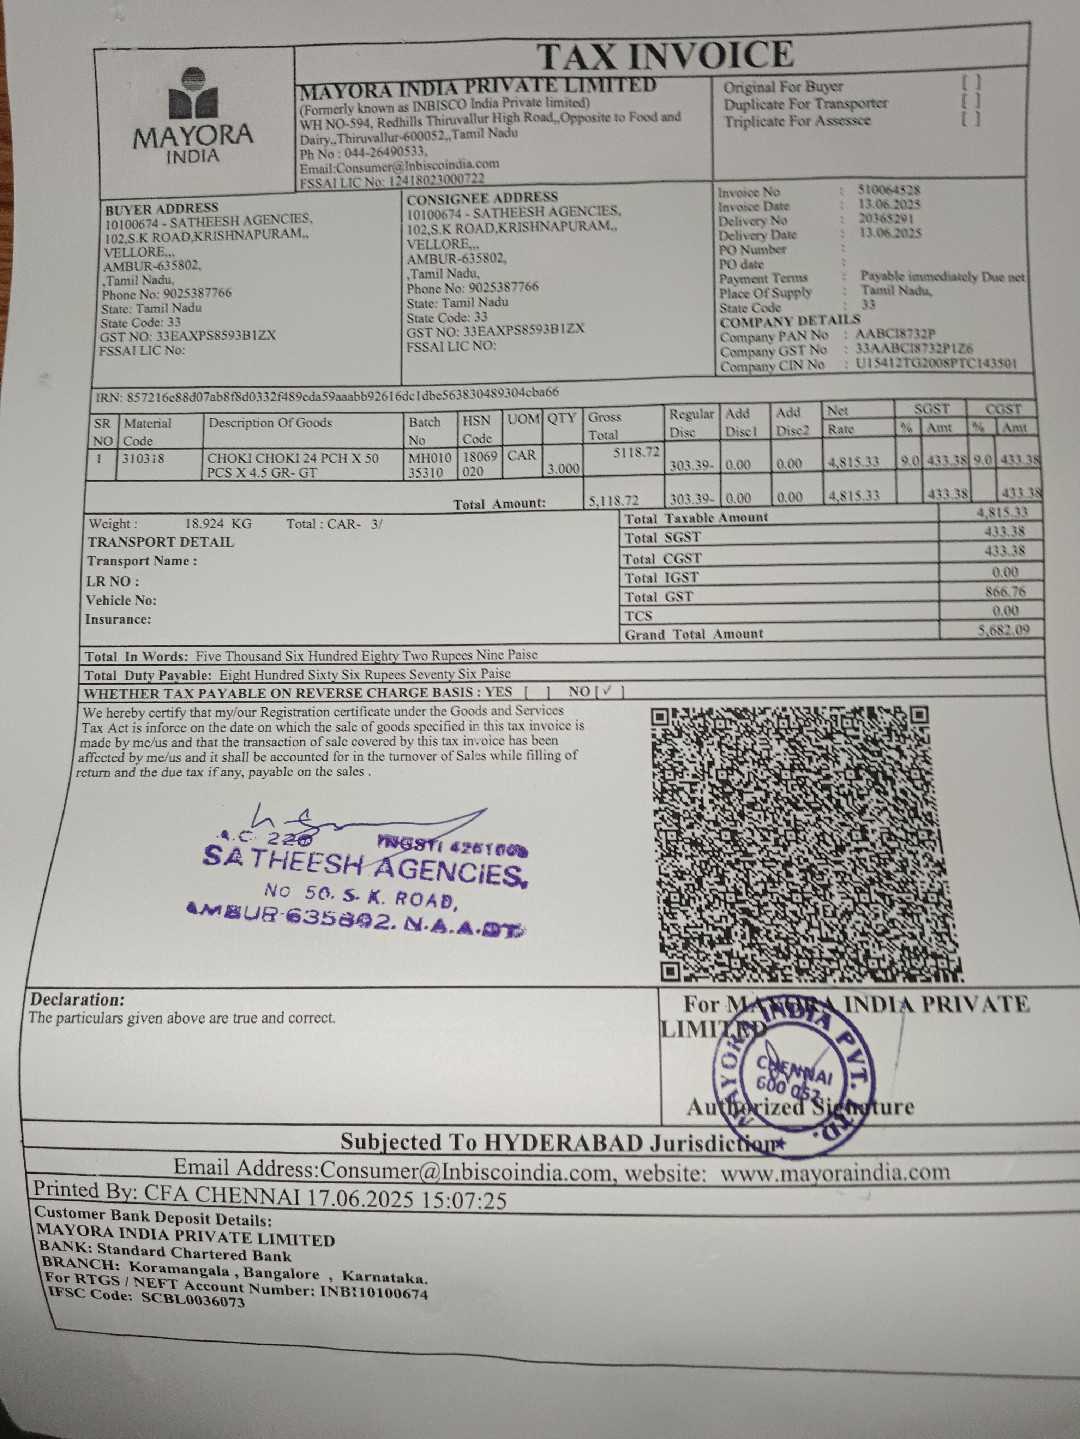 TAX INVOICE
MAYORA
INDIA
MAYORA INDIA PRIVATE LIMITED
(Formerly known as INBISCO India Private limited)
WH NO-594, Redhills Thiruvallur High Road,,Opposite to Food and
Dairy,,Thiruvallur-600052,,Tamil Nadu
Ph No : 044-26490533,
Email:Consumer@Inbiscoindia.com
FSSAI LIC No: 12418023000722
Original For Buyer [ ]
Duplicate For Transporter [ ]
Triplicate For Assessee [ ]
BUYER ADDRESS
10100674 - SATHEESH AGENCIES,
102,S.K ROAD,KRISHNAPURAM,,
VELLORE,,,
AMBUR-635802,
,Tamil Nadu,
Phone No: 9025387766
State: Tamil Nadu
State Code: 33
GST NO: 33EAXPS8593B1ZX
FSSAI LIC No:
CONSIGNEE ADDRESS
10100674 - SATHEESH AGENCIES,
102,S.K ROAD,KRISHNAPURAM,,
VELLORE,,,
AMBUR-635802,
,Tamil Nadu,
Phone No: 9025387766
State: Tamil Nadu
State Code: 33
GST NO: 33EAXPS8593B1ZX
FSSAI LIC NO:
Invoice No : 510064528
Invoice Date : 13.06.2025
Delivery No : 20365291
Delivery Date : 13.06.2025
PO Number :
PO date :
Payment Terms : Payable immediately Due net
Place Of Supply : Tamil Nadu,
State Code : 33
COMPANY DETAILS
Company PAN No : AABCI8732P
Company GST No : 33AABCI8732P1Z6
Company CIN No : U15412TG2008PTC143501
IRN: 857216e88d07ab8f8d0332f489eda59aaabb92616dc1dbe563830489304cba66
SR NO Material Code Description Of Goods Batch No HSN Code UOM QTY Gross Total Regular Disc Add Disc1 Add Disc2 Net Rate SGST % Amt CGST % Amt
1 310318 CHOKI CHOKI 24 PCH X 50 MH010 18069 CAR 3.000 5118.72 303.39- 0.00 0.00 4,815.33 9.0 433.38 9.0 433.38
PCS X 4.5 GR- GT 35310 020
Total Amount: 5,118.72 303.39- 0.00 0.00 4,815.33 433.38 433.38
Weight : 18.924 KG Total : CAR- 3/
TRANSPORT DETAIL
Transport Name :
LR NO :
Vehicle No:
Insurance:
Total Taxable Amount 4,815.33
Total SGST 433.38
Total CGST 433.38
Total IGST 0.00
Total GST 866.76
TCS 0.00
Grand Total Amount 5,682.09
Total In Words: Five Thousand Six Hundred Eighty Two Rupees Nine Paise
Total Duty Payable: Eight Hundred Sixty Six Rupees Seventy Six Paise
WHETHER TAX PAYABLE ON REVERSE CHARGE BASIS : YES [ ] NO [✓]
We hereby certify that my/our Registration certificate under the Goods and Services
Tax Act is inforce on the date on which the sale of goods specified in this tax invoice is
made by me/us and that the transaction of sale covered by this tax invoice has been
affected by me/us and it shall be accounted for in the turnover of Sales while filling of
return and the due tax if any, payable on the sales .
A.C. 226
SATHEESH AGENCIES,
No 50. S. K. ROAD,
AMBUR-635802. N.A.A.DT.
Declaration:
The particulars given above are true and correct.
For MAYORA INDIA PRIVATE
LIMITED
MAYORA INDIA PVT. LTD.
CHENNAI
600 052
Authorized Signature
Subjected To HYDERABAD Jurisdiction
Email Address:Consumer@Inbiscoindia.com, website: www.mayoraindia.com
Printed By: CFA CHENNAI 17.06.2025 15:07:25
Customer Bank Deposit Details:
MAYORA INDIA PRIVATE LIMITED
BANK: Standard Chartered Bank
BRANCH: Koramangala , Bangalore , Karnataka.
For RTGS / NEFT Account Number: INBI10100674
IFSC Code: SCBL0036073